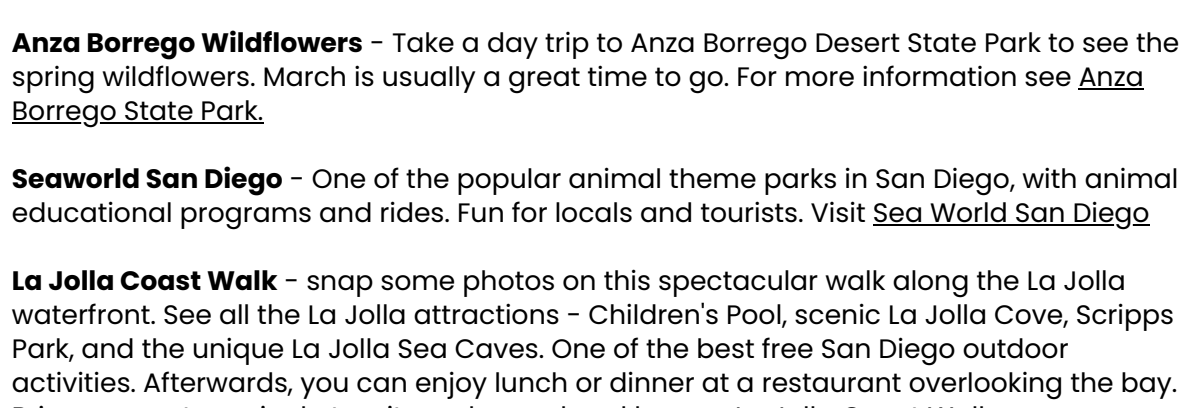 Anza Borrego Wildflowers - Take a day trip to Anza Borrego Desert State Park to see the
spring wildflowers. March is usually a great time to go. For more information see Anza
Borrego State Park.
Seaworld San Diego - One of the popular animal theme parks in San Diego, with animal
educational programs and rides. Fun for locals and tourists. Visit Sea World San Diego
La Jolla Coast Walk - snap some photos on this spectacular walk along the La Jolla
waterfront. See all the La Jolla attractions - Children's Pool, scenic La Jolla Cove, Scripps
Park, and the unique La Jolla Sea Caves. One of the best free San Diego outdoor
activities. Afterwards, you can enjoy lunch or dinner at a restaurant overlooking the bay.